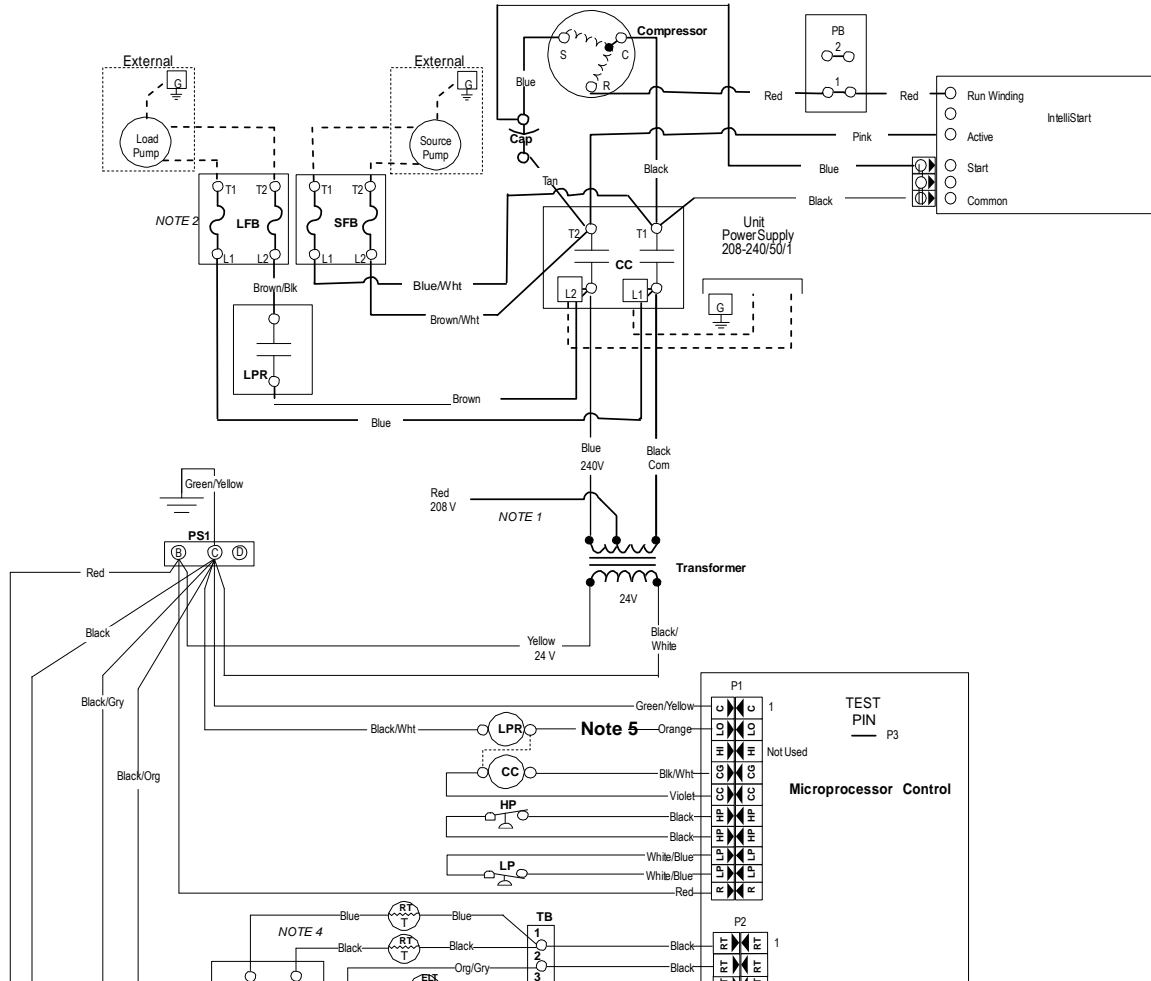 Compressor
PB
2
1
External
External
G
G
S
C
R
Blue
Red
Red
Run Winding
IntelliStart
Load
Pump
Source
Pump
Cap
Pink
Active
Tan
Black
Blue
Start
Black
Common
T1
T2
T1
T2
NOTE 2
LFB
SFB
L1
L2
L1
L2
T2
T1
CC
L2
L1
Unit
Power Supply
208-240/50/1
G
Brown/Blk
Blue/Wht
Brown/Wht
LPR
Brown
Blue
Blue
240V
Black
Com
Green/Yellow
Red
208 V
NOTE 1
PS1
B
C
D
Transformer
Red
24V
Black
Yellow
24 V
Black/
White
Black/Gry
Black/Org
P1
Green/Yellow
C
C
1
TEST
PIN
P3
Black/Wht
LPR
Note 5
Orange
LO
LO
HI
HI
Not Used
CC
Blk/Wht
CG
CG
Microprocessor Control
Violet
CC
CC
HP
Black
HP
HP
Black
HP
HP
White/Blue
LP
LP
LP
White/Blue
LP
LP
Red
R
R
P2
NOTE 4
Blue
RT
T
Blue
TB
1
Black
RT
T
Black
Black
RT
RT
1
2
Org/Gry
Black
RT
RT
3